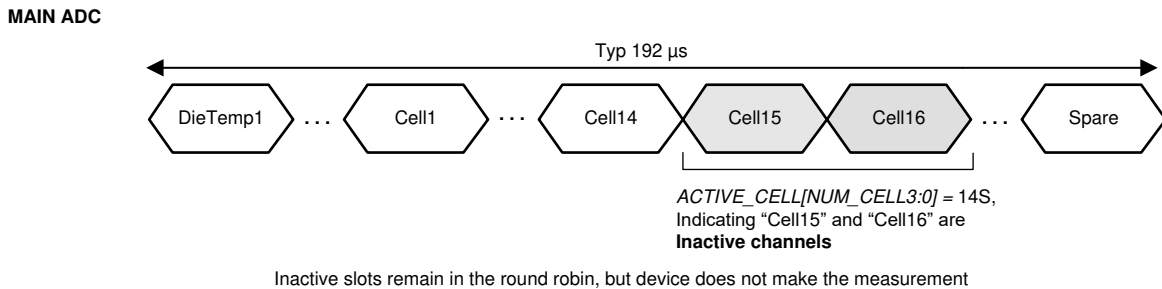 MAIN ADC
Typ 192 µs
DieTemp1 ... Cell1 ... Cell14 Cell15 Cell16 ... Spare
ACTIVE_CELL[NUM_CELL3:0] = 14S,
Indicating “Cell15” and “Cell16” are
Inactive channels
Inactive slots remain in the round robin, but device does not make the measurement